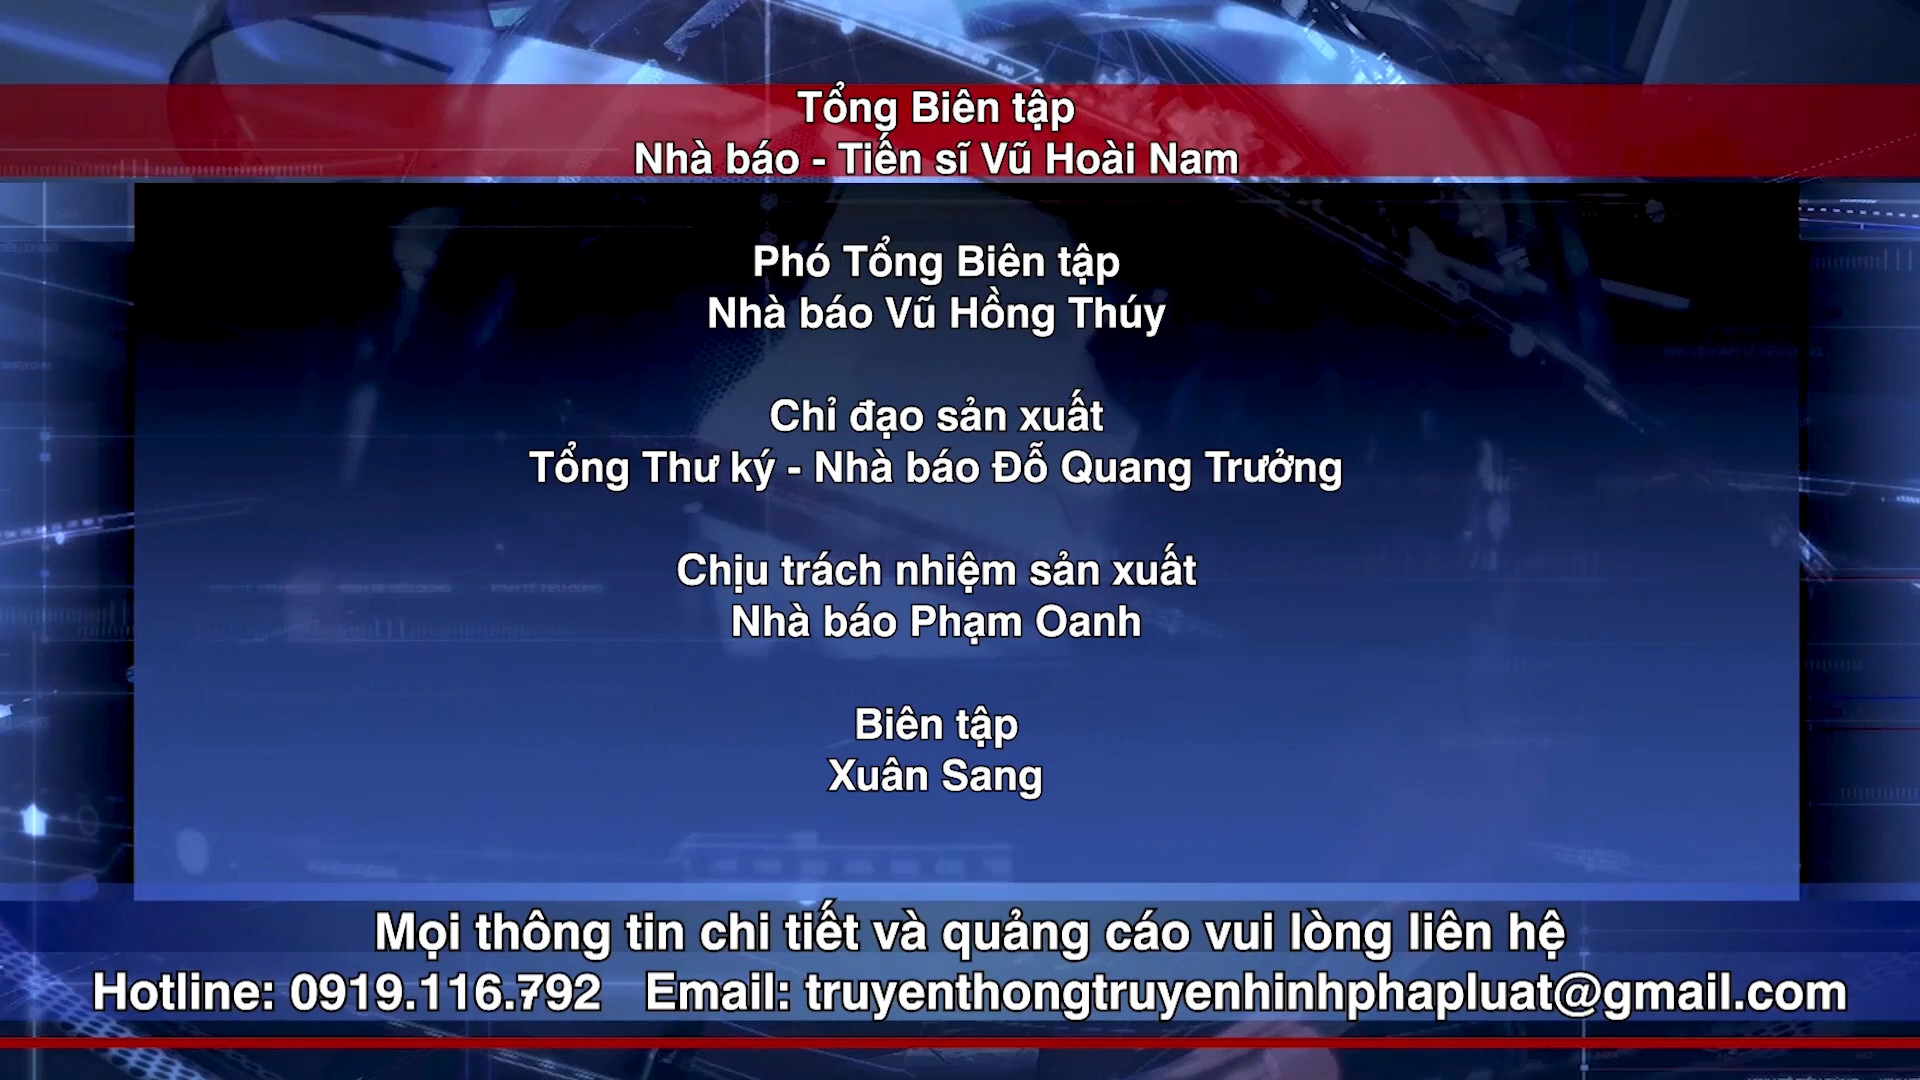 Tổng Biên tập
Nhà báo - Tiến sĩ Vũ Hoài Nam
Phó Tổng Biên tập
Nhà báo Vũ Hồng Thúy
Chỉ đạo sản xuất
Tổng Thư ký - Nhà báo Đỗ Quang Trưởng
Chịu trách nhiệm sản xuất
Nhà báo Phạm Oanh
Biên tập
Xuân Sang
Mọi thông tin chi tiết và quảng cáo vui lòng liên hệ
Hotline: 0919.116.792 Email: truyenthongtruyenhinhphapluat@gmail.com